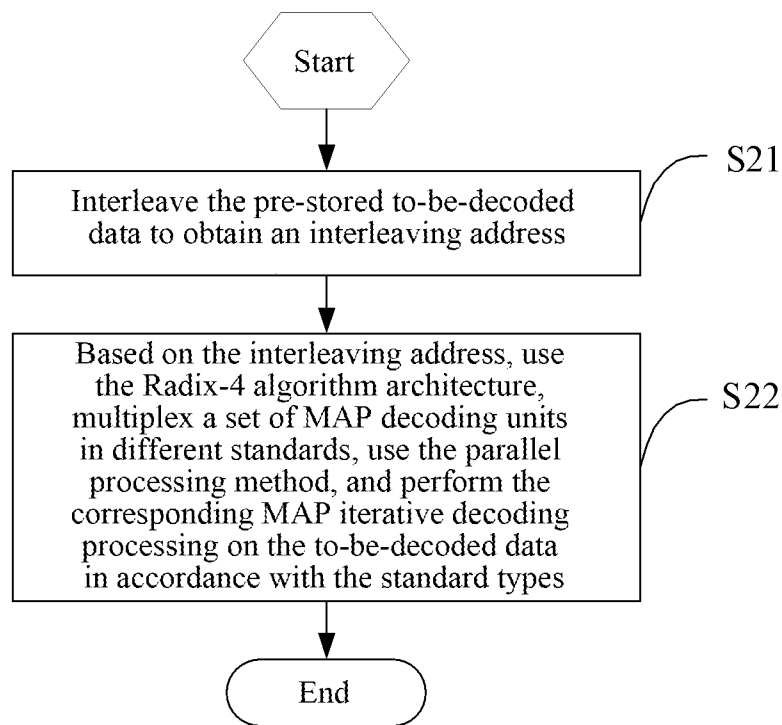 Start
S21
Interleave the pre-stored to-be-decoded
data to obtain an interleaving address
Based on the interleaving address, use
the Radix-4 algorithm architecture,
multiplex a set of MAP decoding units
in different standards, use the parallel
processing method, and perform the
corresponding MAP iterative decoding
processing on the to-be-decoded data
in accordance with the standard types
S22
End